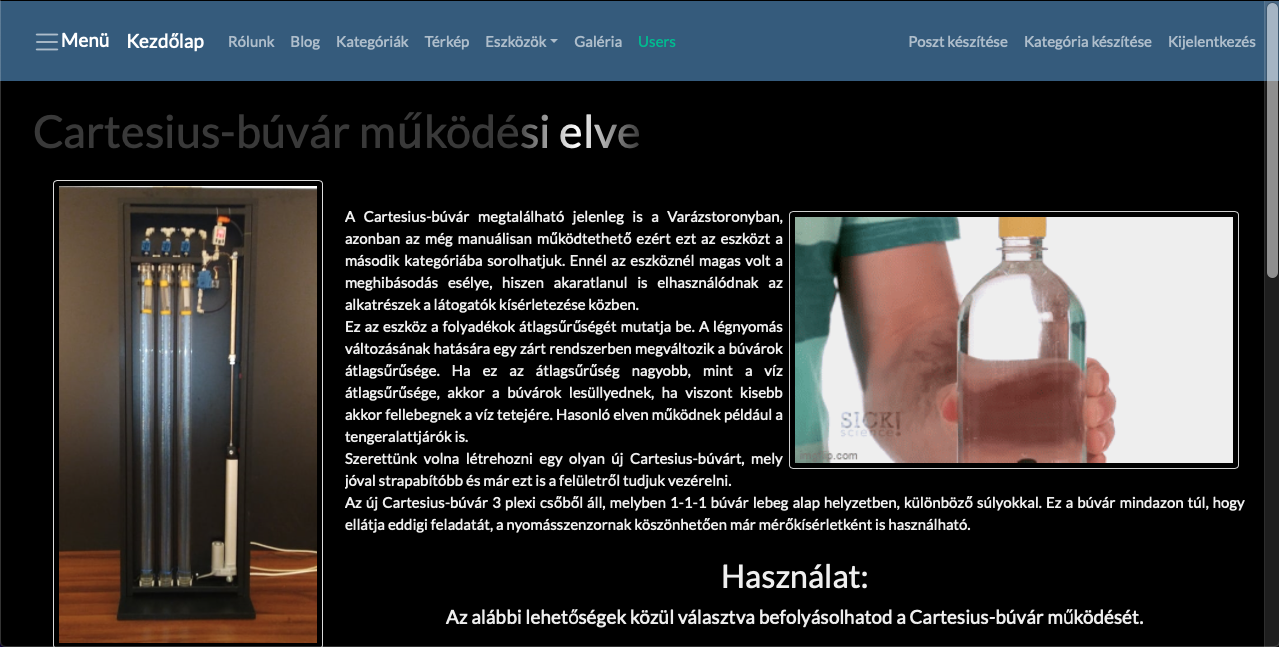 Menü Kezdőlap Rólunk Blog Kategóriák Térkép Eszközök Galéria Users Poszt készítése Kategória készítése Kijelentkezés
Cartesius-búvár működési elve
A Cartesius-búvár megtalálható jelenleg is a Varázstoronyban,
azonban az még manuálisan működtethető ezért ezt az eszközt a
második kategóriába sorolhatjuk. Ennél az eszköznél magas volt a
meghibásodás esélye, hiszen akaratlanul is elhasználódnak az
alkatrészek a látogatók kísérletezése közben.
Ez az eszköz a folyadékok átlagsűrűségét mutatja be. A légnyomás
változásának hatására egy zárt rendszerben megváltozik a búvárok
átlagsűrűsége. Ha ez az átlagsűrűség nagyobb, mint a víz
átlagsűrűsége, akkor a búvárok lesüllyednek, ha viszont kisebb
akkor fellebegnek a víz tetejére. Hasonló elven működnek például a
tengeralattjárók is.
Szerettünk volna létrehozni egy olyan új Cartesius-búvárt, mely
jóval strapabítóbb és már ezt is a felületről tudjuk vezérelni.
Az új Cartesius-búvár 3 plexi csőből áll, melyben 1-1-1 búvár lebeg alap helyzetben, különböző súlyokkal. Ez a búvár mindazon túl, hogy
ellátja eddigi feladatát, a nyomásszenzornak köszönhetően már mérőkísérletként is használható.
SICK!
science
imgflip.com
Használat:
Az alábbi lehetőségek közül választva befolyásolhatod a Cartesius-búvár működését.